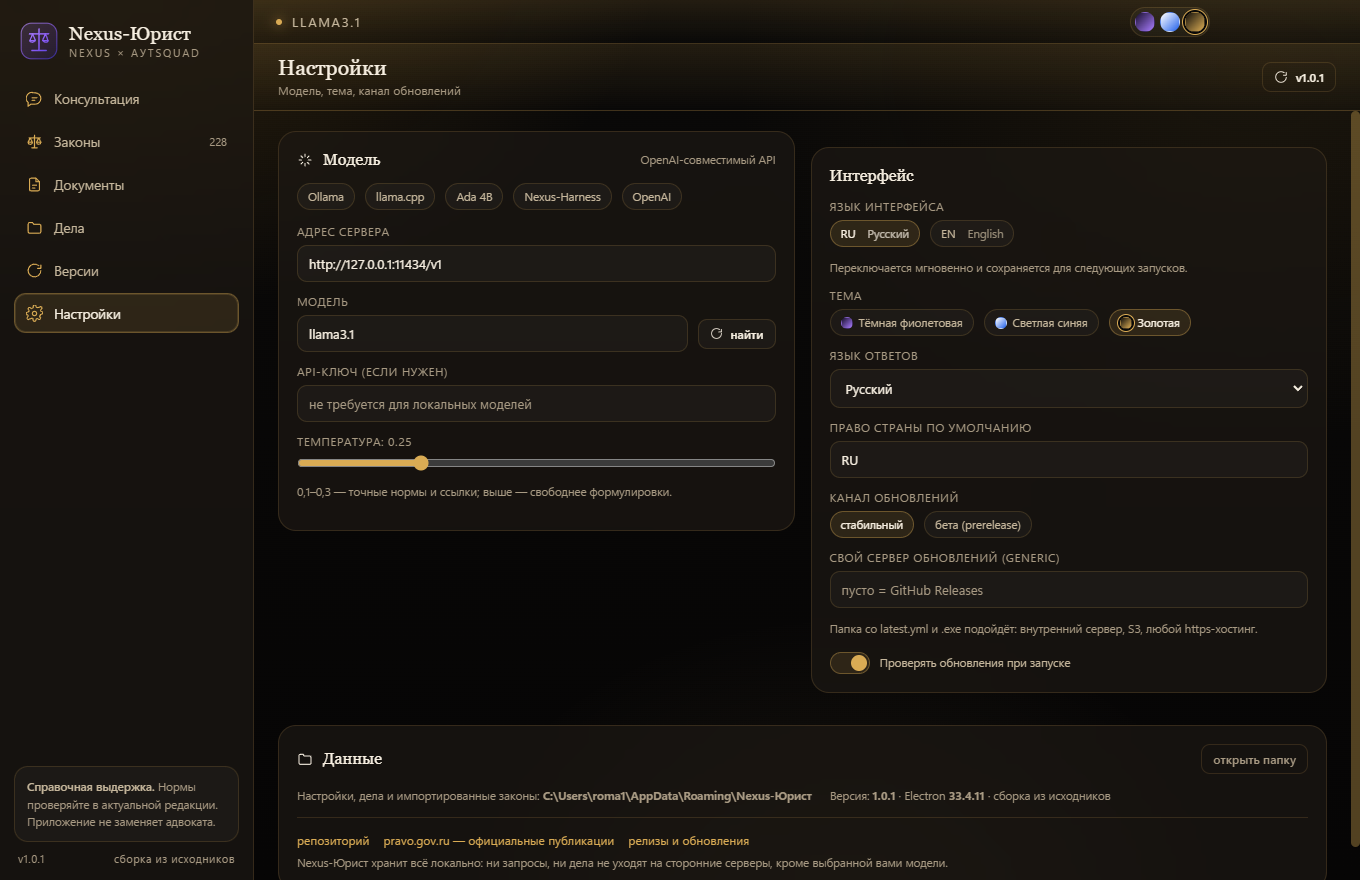 Nexus-Юрист
NEXUS × AYTSQUAD
Консультация
Законы 228
Документы
Дела
Версии
Настройки
Справочная выдержка. Нормы
проверяйте в актуальной редакции.
Приложение не заменяет адвоката.
v1.0.1 сборка из исходников
LLAMA3.1
Настройки
Модель, тема, канал обновлений
v1.0.1
Модель OpenAI-совместимый API
Ollama llama.cpp Ada 4B Nexus-Harness OpenAI
АДРЕС СЕРВЕРА
http://127.0.0.1:11434/v1
МОДЕЛЬ
llama3.1 найти
API-КЛЮЧ (ЕСЛИ НУЖЕН)
не требуется для локальных моделей
ТЕМПЕРАТУРА: 0.25
0,1–0,3 — точные нормы и ссылки; выше — свободнее формулировки.
Интерфейс
ЯЗЫК ИНТЕРФЕЙСА
RU Русский EN English
Переключается мгновенно и сохраняется для следующих запусков.
ТЕМА
Тёмная фиолетовая Светлая синяя Золотая
ЯЗЫК ОТВЕТОВ
Русский
ПРАВО СТРАНЫ ПО УМОЛЧАНИЮ
RU
КАНАЛ ОБНОВЛЕНИЙ
стабильный бета (prerelease)
СВОЙ СЕРВЕР ОБНОВЛЕНИЙ (GENERIC)
пусто = GitHub Releases
Папка со latest.yml и .exe подойдёт: внутренний сервер, S3, любой https-хостинг.
Проверять обновления при запуске
Данные открыть папку
Настройки, дела и импортированные законы: C:\Users\roma1\AppData\Roaming\Nexus-Юрист Версия: 1.0.1 · Electron 33.4.11 · сборка из исходников
репозиторий pravo.gov.ru — официальные публикации релизы и обновления
Nexus-Юрист хранит всё локально: ни запросы, ни дела не уходят на сторонние серверы, кроме выбранной вами модели.